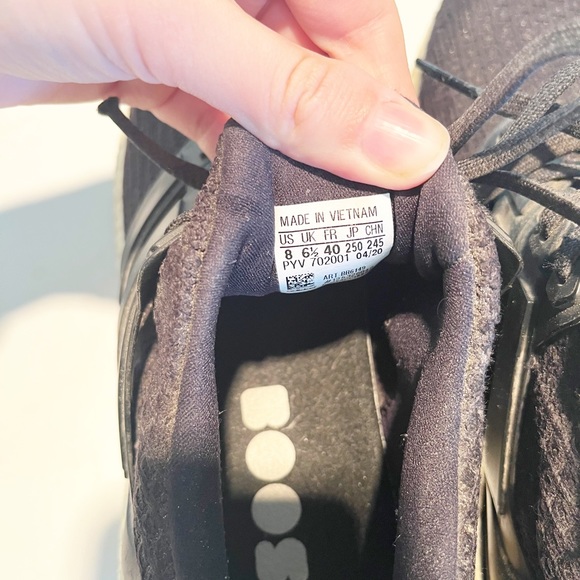 MADE IN VIETNAM
US UK FR JP CHN
8 6½ 40 250 245
PYV 702001 04/20
BOOS